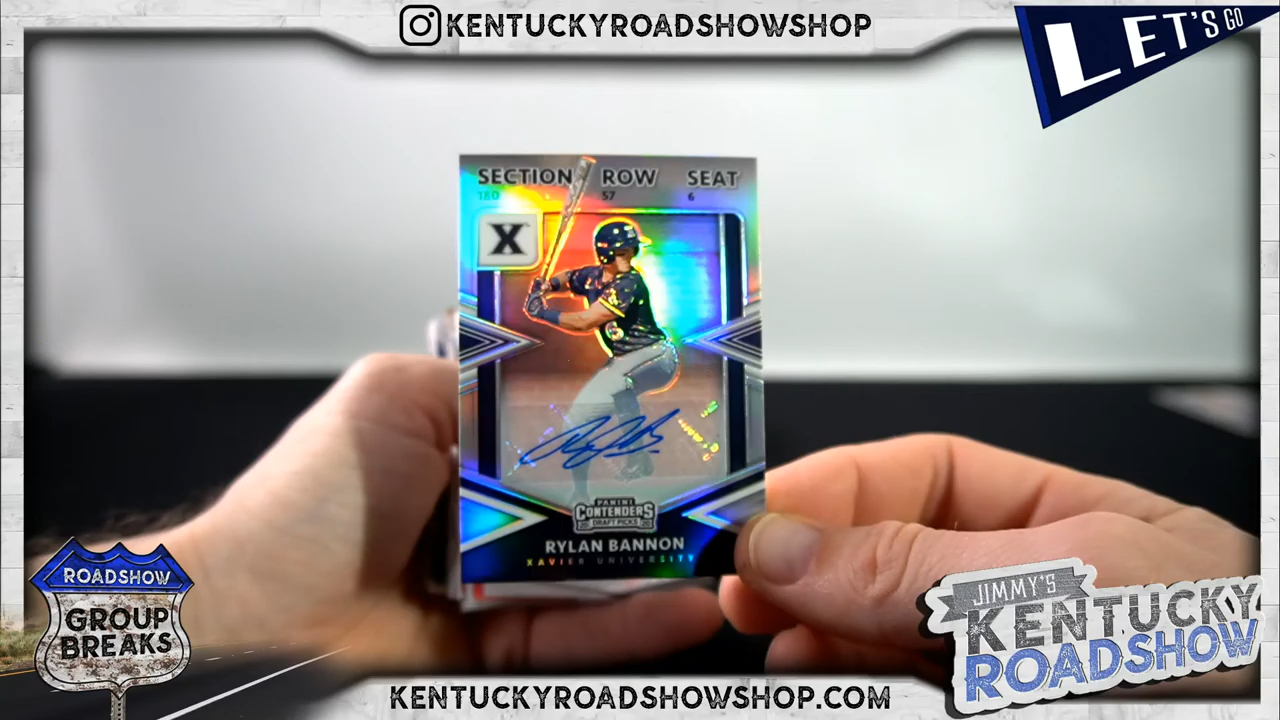 KENTUCKYROADSHOWSHOP
LET'S GO
SECTION ROW SEAT
180 57 6
X
PANINI
CONTENDERS
DRAFT PICKS
RYLAN BANNON
XAVIER UNIVERSITY
ROADSHOW
GROUP
BREAKS
JIMMY'S
KENTUCKY
ROADSHOW
KENTUCKYROADSHOWSHOP.COM